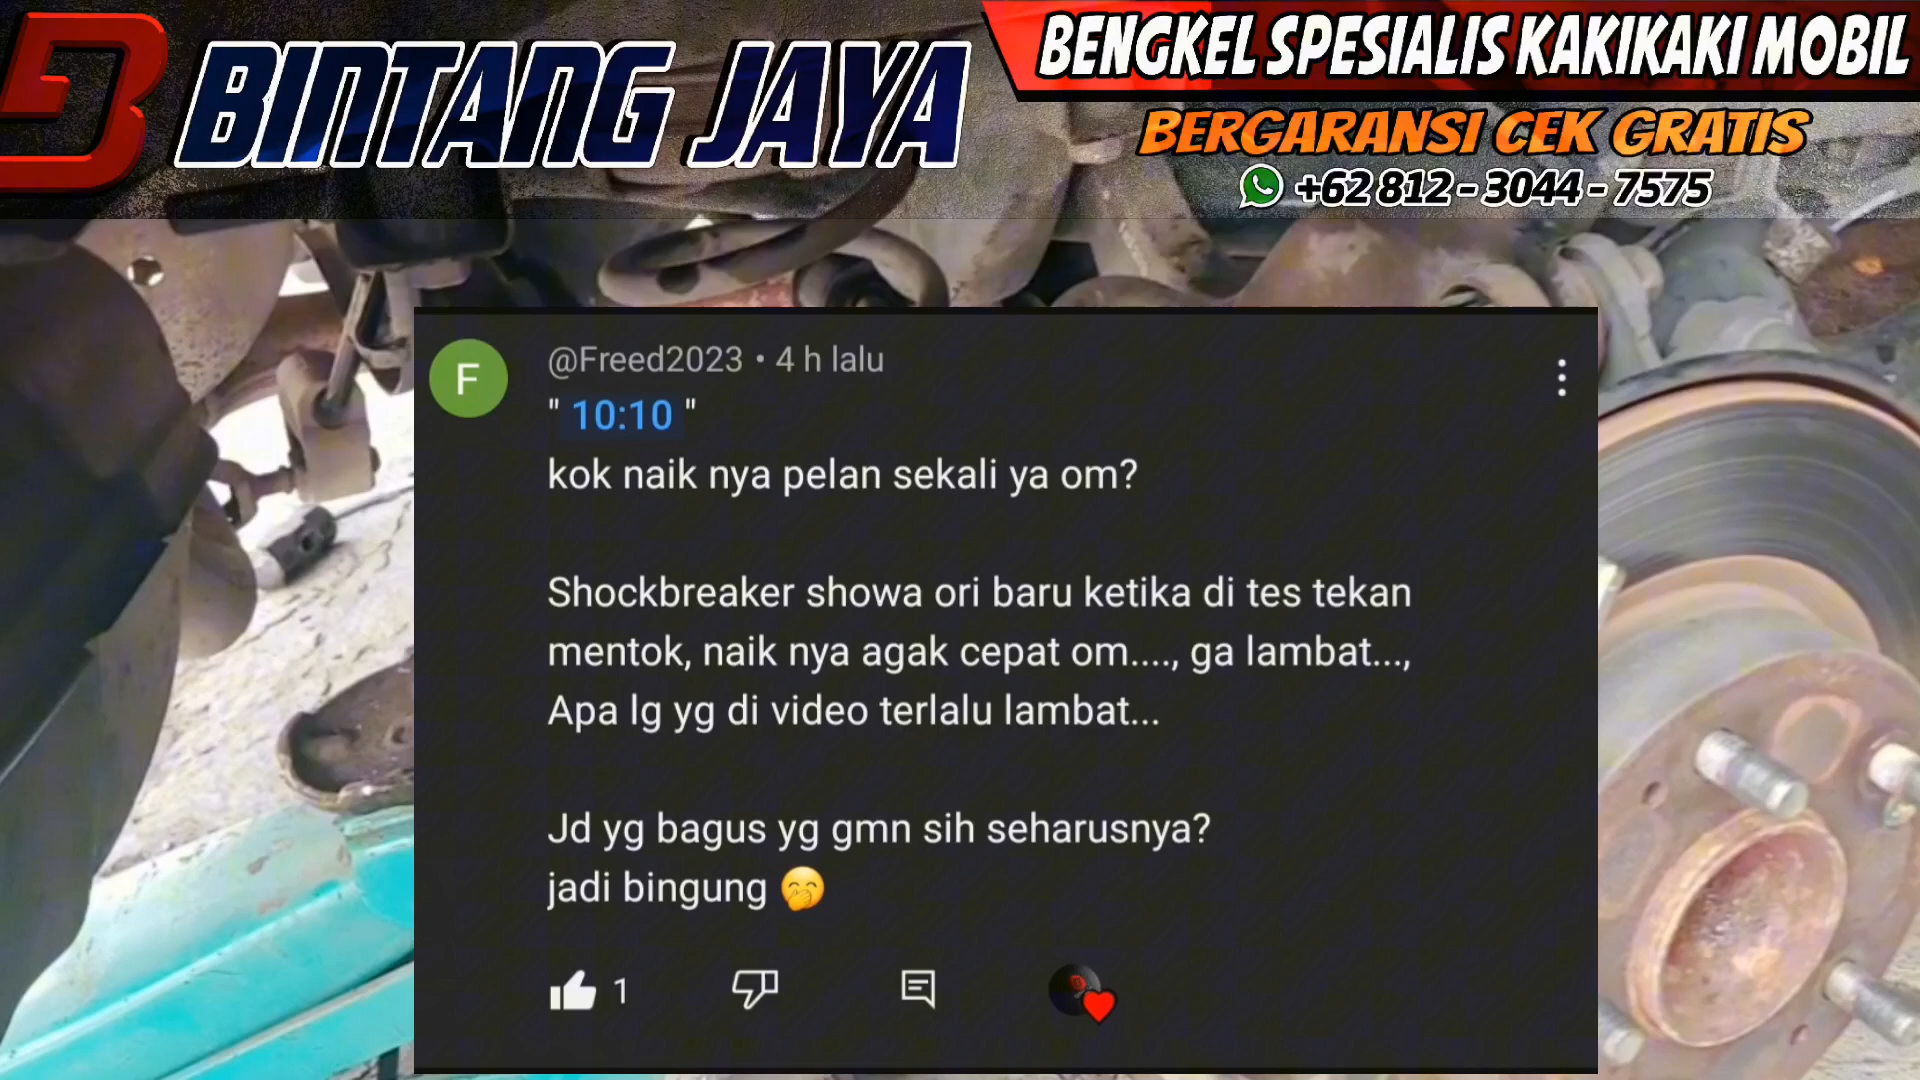 BINTANG JAYA
BENGKEL SPESIALIS KAKIKAKI MOBIL
BERGARANSI CEK GRATIS
+62 812 - 3044 - 7575
F
@Freed2023 • 4 h lalu
" 10:10 "
kok naik nya pelan sekali ya om?
Shockbreaker showa ori baru ketika di tes tekan
mentok, naik nya agak cepat om...., ga lambat...,
Apa lg yg di video terlalu lambat...
Jd yg bagus yg gmn sih seharusnya?
jadi bingung 🤭
1